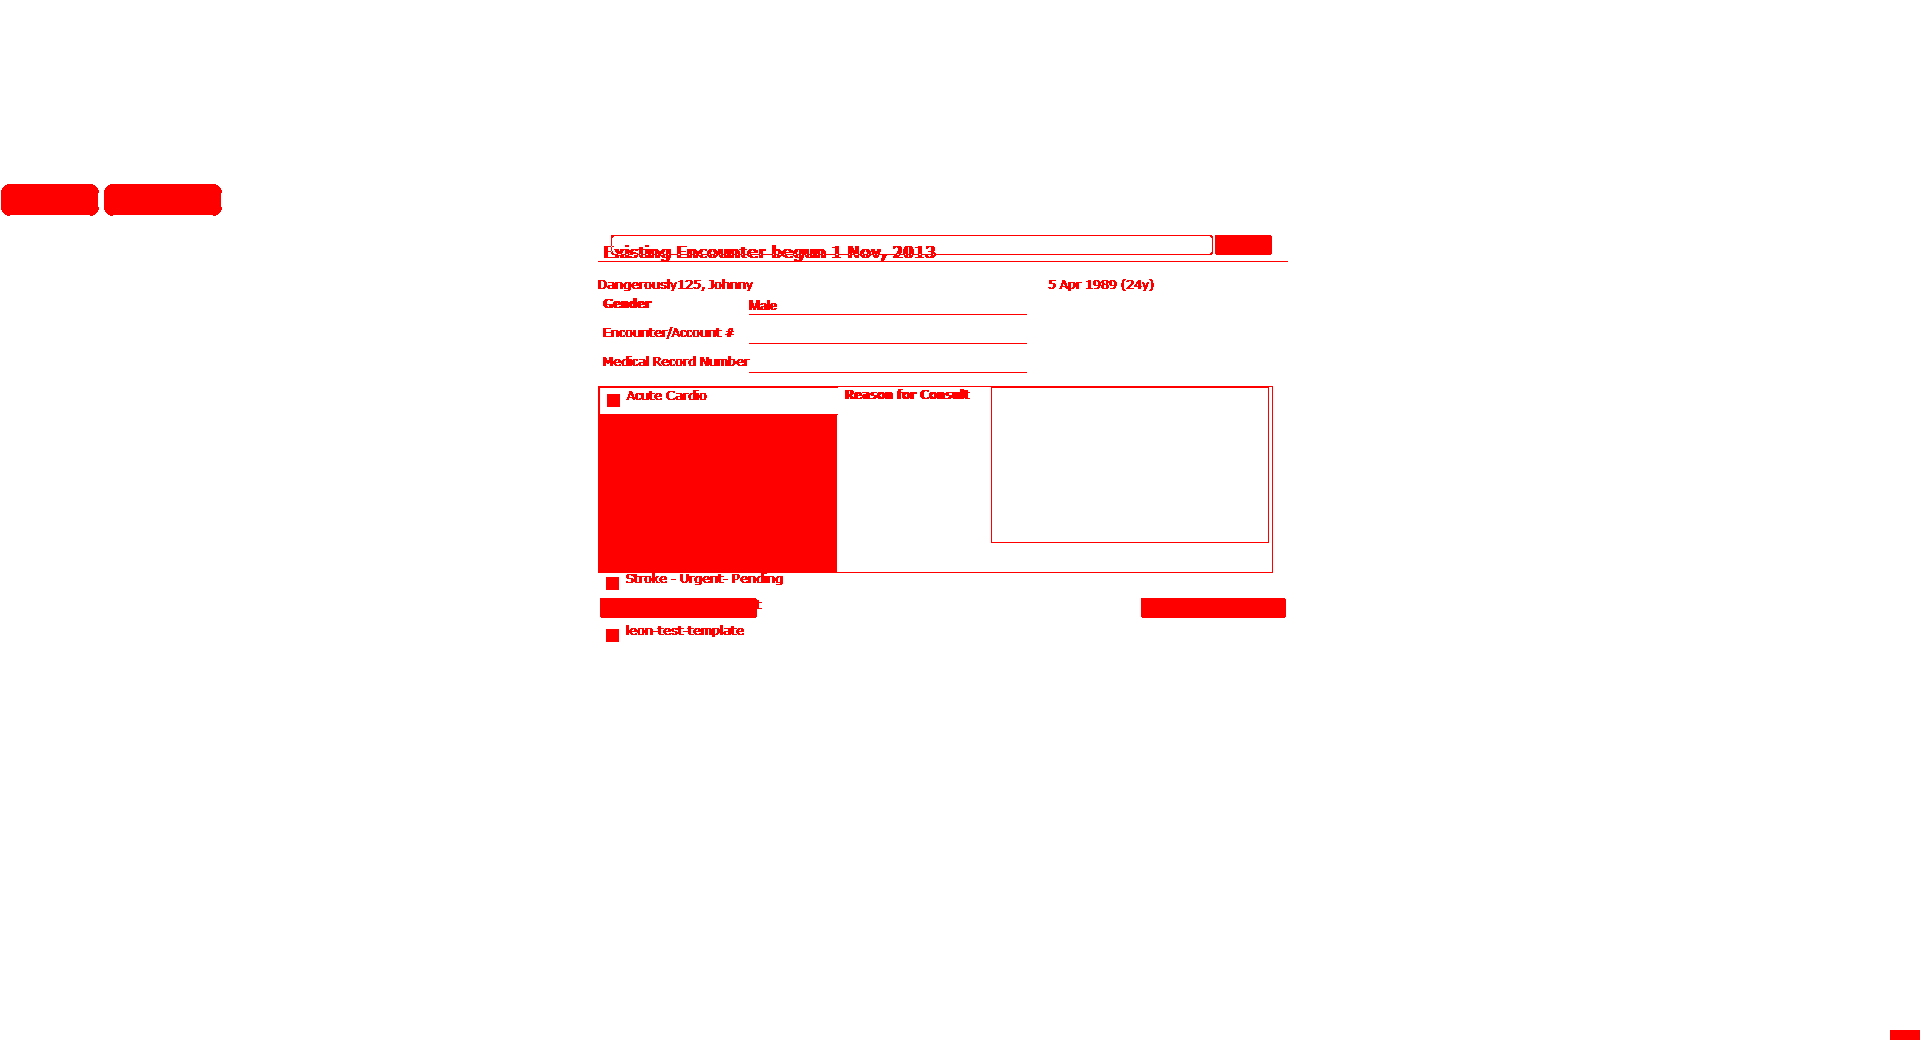 Existing Encounter begun 1 Nov, 2013
Dangerously125, Johnny 5 Apr 1989 (24y)
Gender Male
Encounter/Account #
Medical Record Number
Acute Cardio Reason for Consult
Stroke - Urgent- Pending
leon-test-template